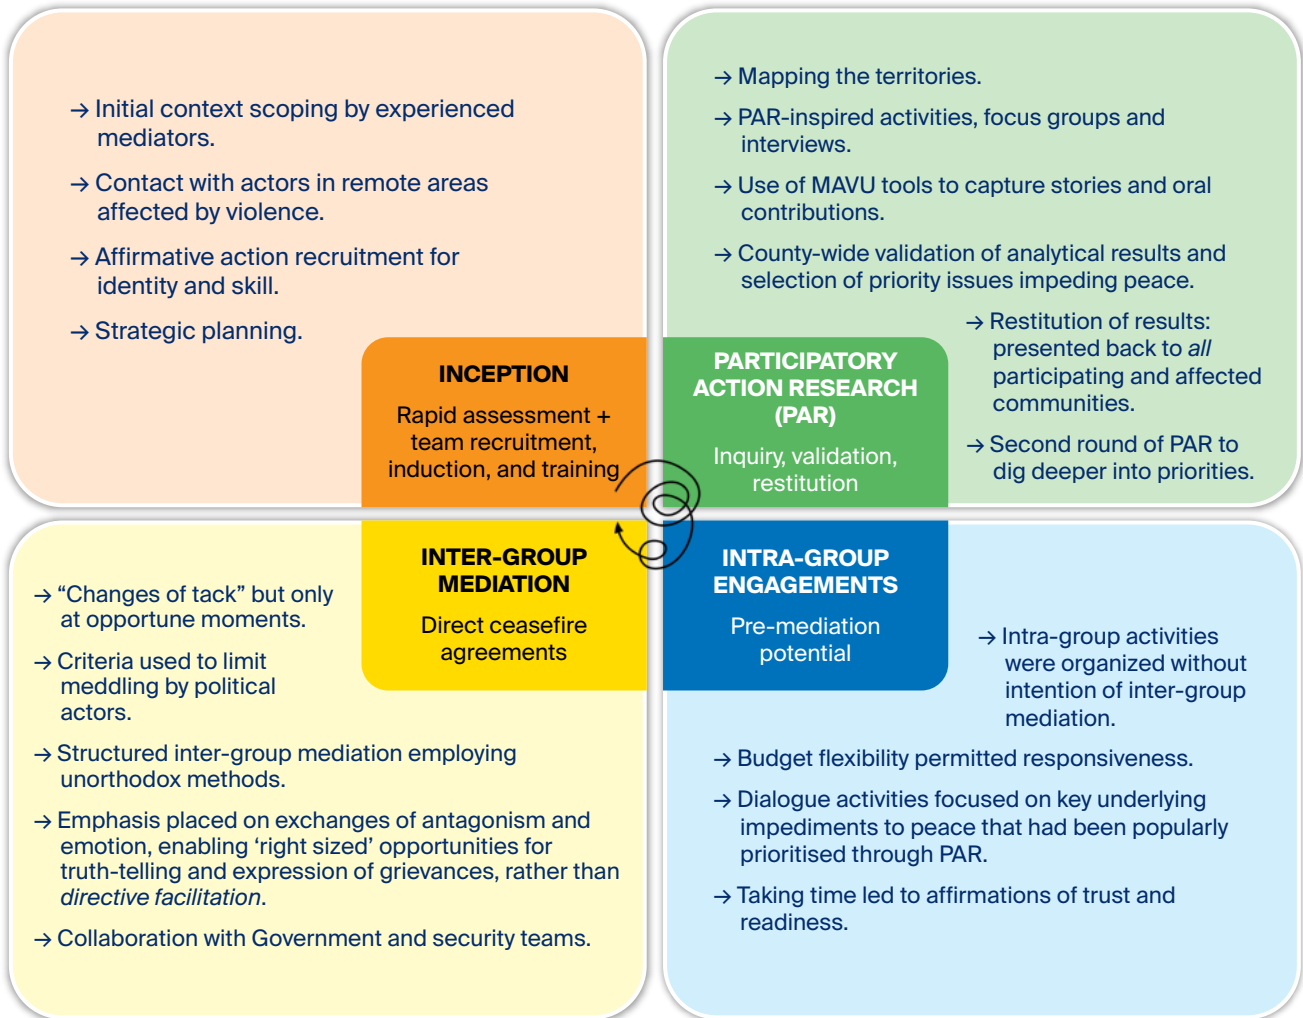 → Initial context scoping by experienced
mediators.
→ Contact with actors in remote areas
affected by violence.
→ Affirmative action recruitment for
identity and skill.
→ Strategic planning.
INCEPTION
Rapid assessment +
team recruitment,
induction, and training
→ Mapping the territories.
→ PAR-inspired activities, focus groups and
interviews.
→ Use of MAVU tools to capture stories and oral
contributions.
→ County-wide validation of analytical results and
selection of priority issues impeding peace.
→ Restitution of results:
presented back to all
participating and affected
communities.
→ Second round of PAR to
dig deeper into priorities.
PARTICIPATORY
ACTION RESEARCH
(PAR)
Inquiry, validation,
restitution
INTER-GROUP
MEDIATION
Direct ceasefire
agreements
→ “Changes of tack” but only
at opportune moments.
→ Criteria used to limit
meddling by political
actors.
→ Structured inter-group mediation employing
unorthodox methods.
→ Emphasis placed on exchanges of antagonism and
emotion, enabling ‘right sized’ opportunities for
truth-telling and expression of grievances, rather than
directive facilitation.
→ Collaboration with Government and security teams.
INTRA-GROUP
ENGAGEMENTS
Pre-mediation
potential
→ Intra-group activities
were organized without
intention of inter-group
mediation.
→ Budget flexibility permitted responsiveness.
→ Dialogue activities focused on key underlying
impediments to peace that had been popularly
prioritised through PAR.
→ Taking time led to affirmations of trust and
readiness.